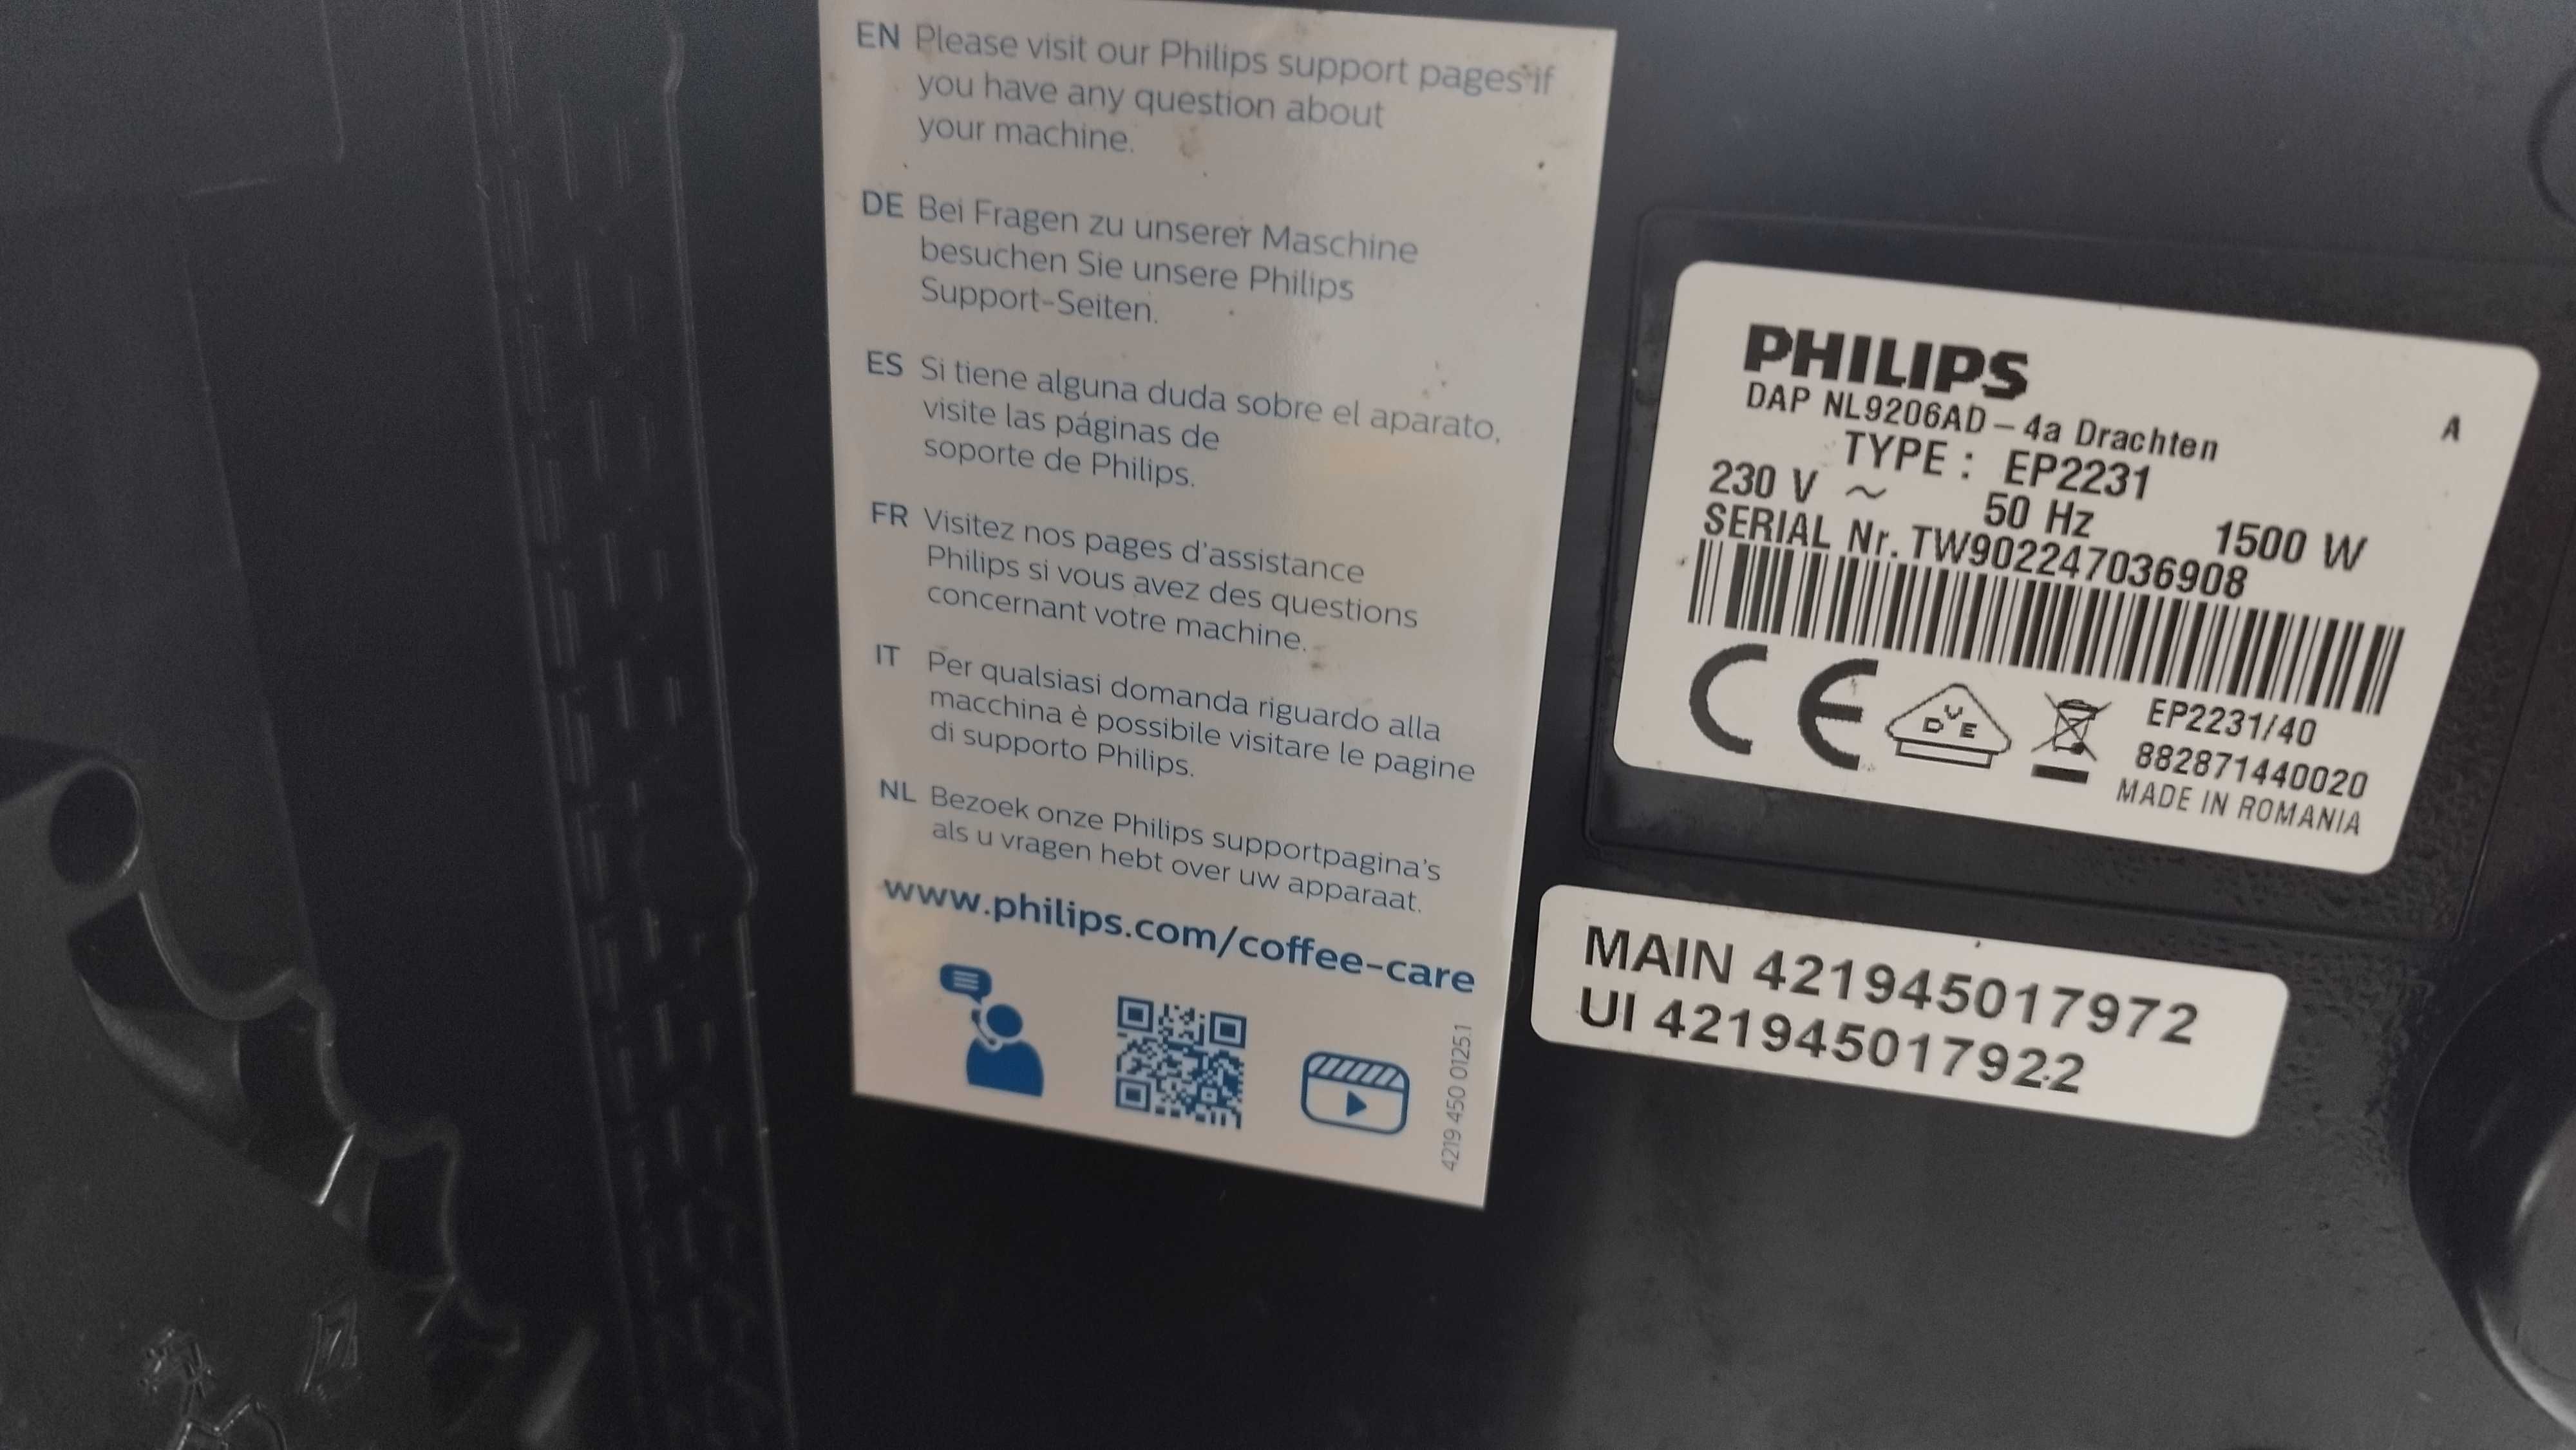 EN Please visit our Philips support pages if
you have any question about
your machine.
DE Bei Fragen zu unserer Maschine
besuchen Sie unsere Philips
Support-Seiten.
ES Si tiene alguna duda sobre el aparato,
visite las páginas de
soporte de Philips.
FR Visitez nos pages d'assistance
Philips si vous avez des questions
concernant votre machine.
IT Per qualsiasi domanda riguardo alla
macchina è possibile visitare le pagine
di supporto Philips.
NL Bezoek onze Philips supportpagina's
als u vragen hebt over uw apparaat.
www.philips.com/coffee-care
4219 450 01251
PHILIPS
DAP NL9206AD – 4a Drachten A
TYPE : EP2231
230 V ~ 50 Hz 1500 W
SERIAL Nr. TW902247036908
CE
DVE
EP2231/40
882871440020
MADE IN ROMANIA
MAIN 421945017972
UI 421945017922